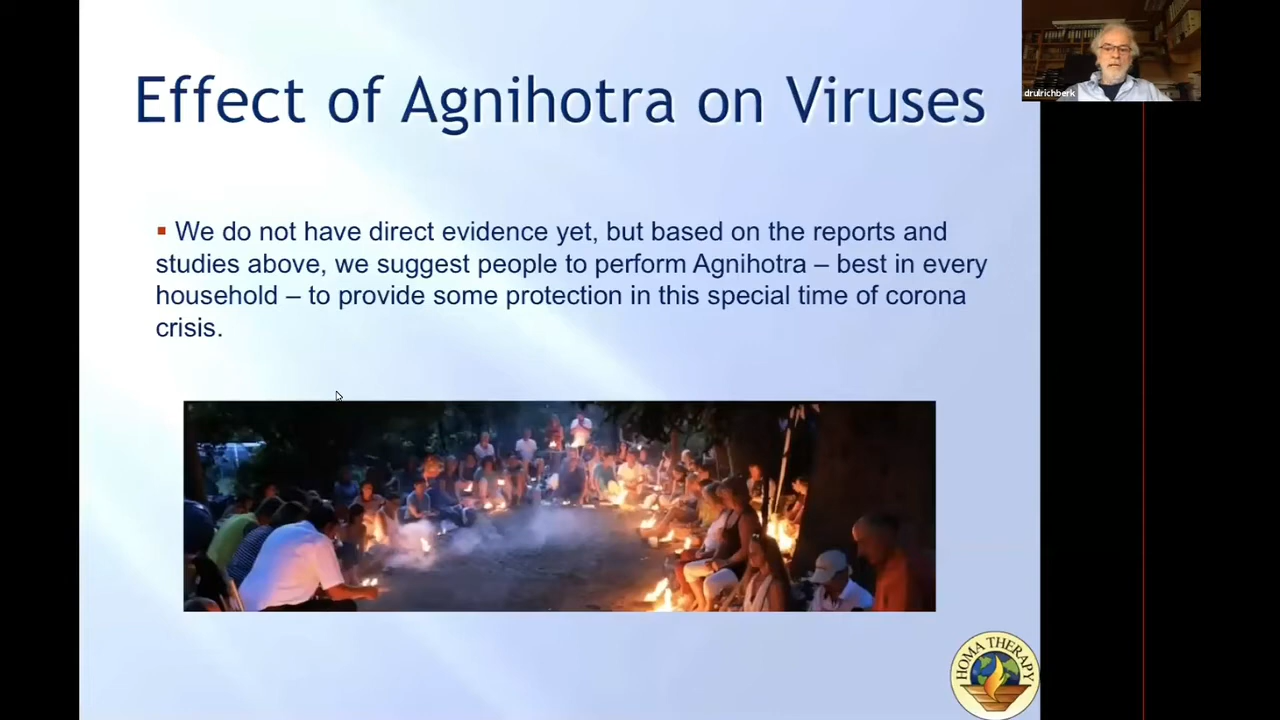 Effect of Agnihotra on Viruses
drulrichberk
We do not have direct evidence yet, but based on the reports and
studies above, we suggest people to perform Agnihotra – best in every
household – to provide some protection in this special time of corona
crisis.
HOMA THERAPY